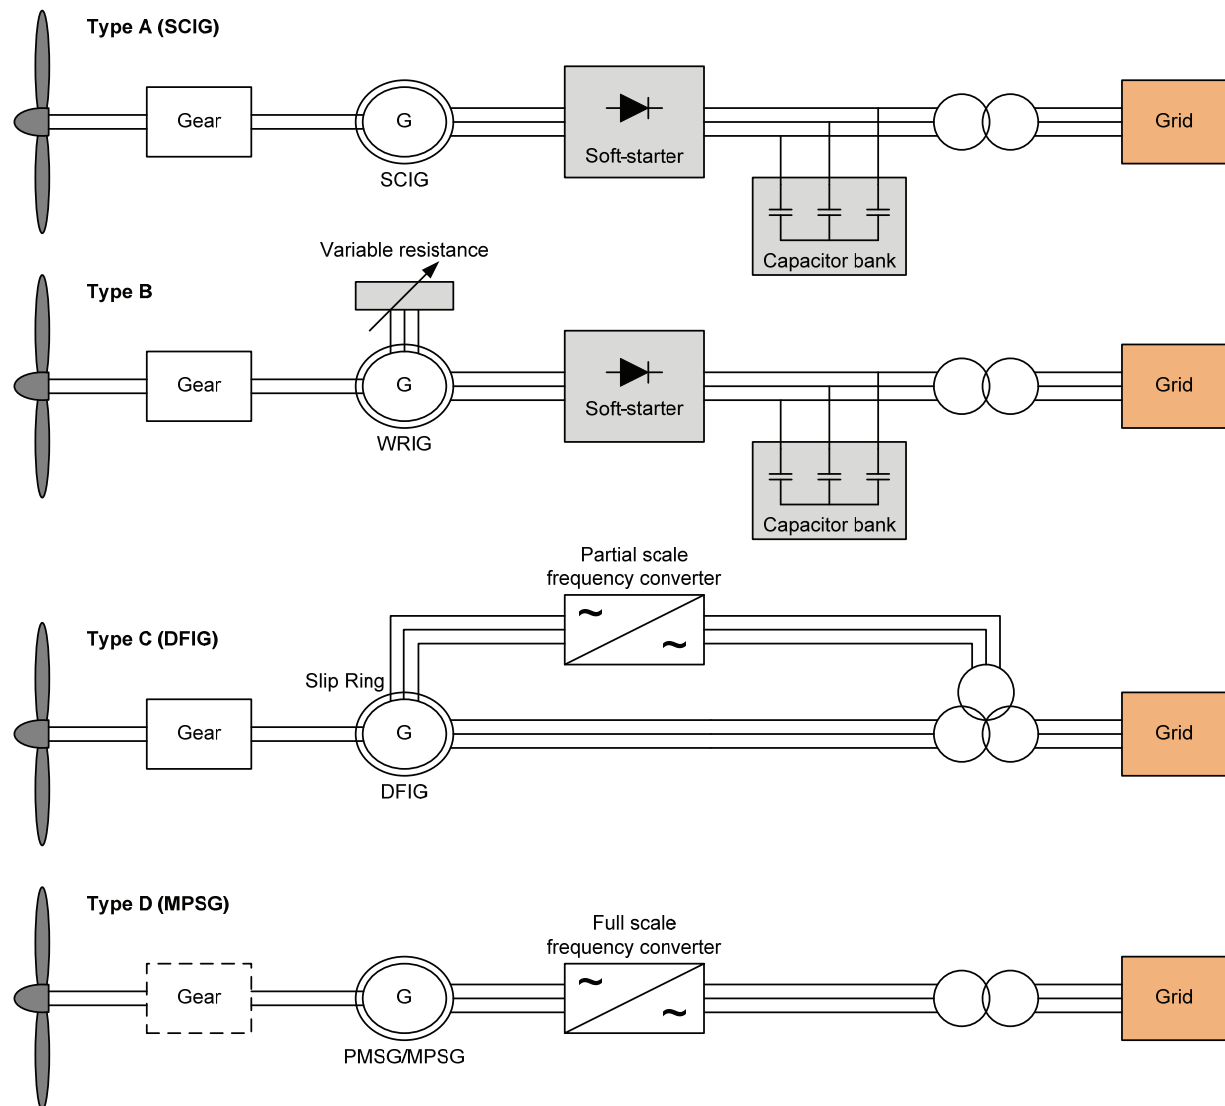 Type A (SCIG)
Gear
G
SCIG
Soft-starter
Capacitor bank
Grid
Variable resistance
Type B
Gear
G
WRIG
Soft-starter
Capacitor bank
Grid
Partial scale
frequency converter
~
~
Type C (DFIG)
Slip Ring
Gear
G
DFIG
Grid
Type D (MPSG)
Full scale
frequency converter
~
~
Gear
G
PMSG/MPSG
Grid